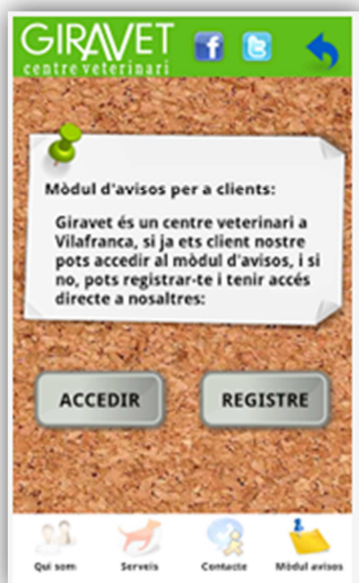 GIRAVET
centre veterinari
Mòdul d'avisos per a clients:
Giravet és un centre veterinari a
Vilafranca, si ja ets client nostre
pots accedir al mòdul d'avisos, i si
no, pots registrar-te i tenir accés
directe a nosaltres:
ACCEDIR REGISTRE
Qui som Serveis Contacte Mòdul avisos